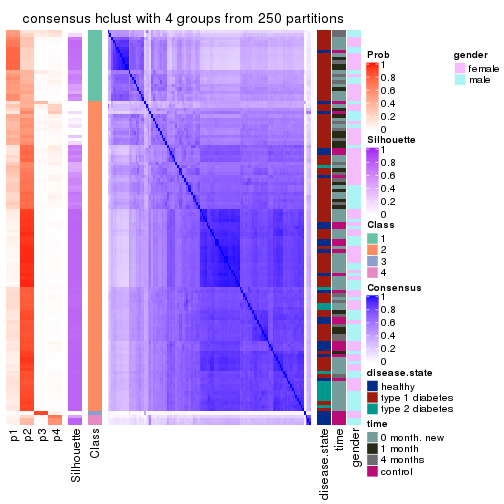 consensus hclust with 4 groups from 250 partitions
Prob
1
0.8
0.6
0.4
0.2
0
Silhouette
1
0.8
0.6
0.4
0.2
0
Class
1
2
3
4
Consensus
1
0.8
0.6
0.4
0.2
0
disease.state
healthy
type 1 diabetes
type 2 diabetes
time
0 month. new
1 month
4 months
control
gender
female
male
p1
p2
p3
p4
Silhouette
Class
disease.state
time
gender